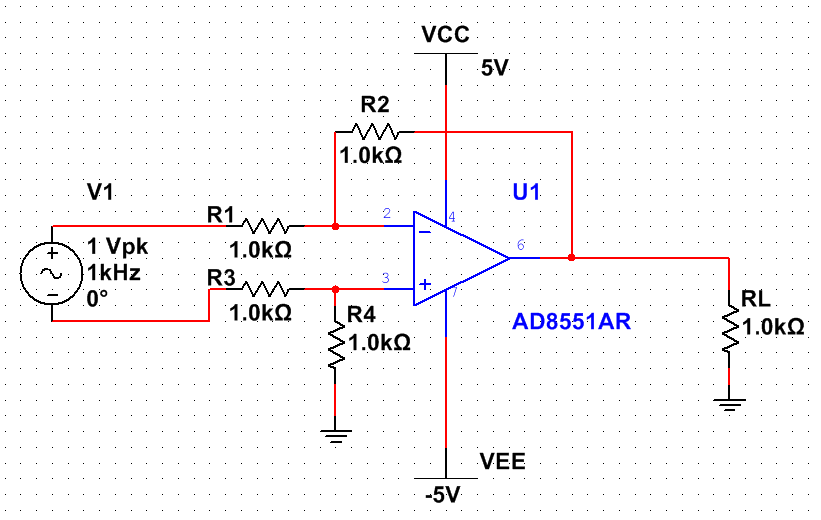 VCC
5V
R2
1.0kΩ
V1
U1
R1
2
4
1 Vpk
1.0kΩ
6
1kHz
R3
3
0°
1.0kΩ
7
R4
1.0kΩ
AD8551AR
RL
1.0kΩ
VEE
-5V